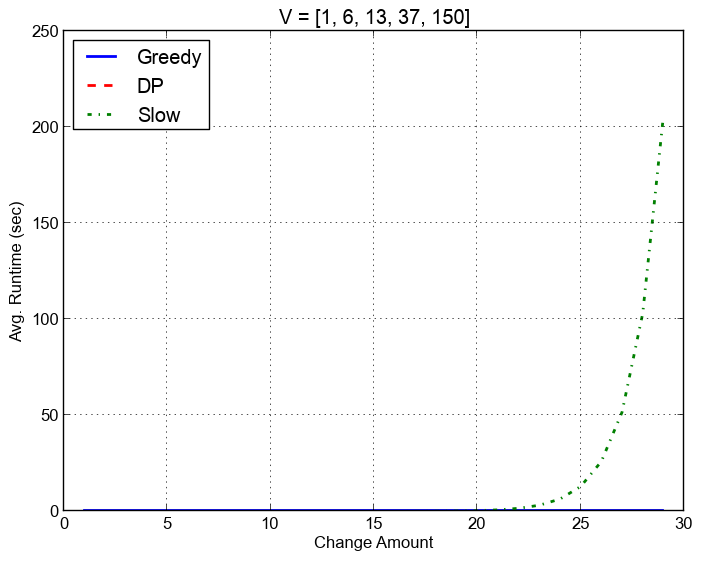 V = [1, 6, 13, 37, 150]
250
200
150
100
50
0
Greedy
DP
Slow
Avg. Runtime (sec)
0 5 10 15 20 25 30
Change Amount